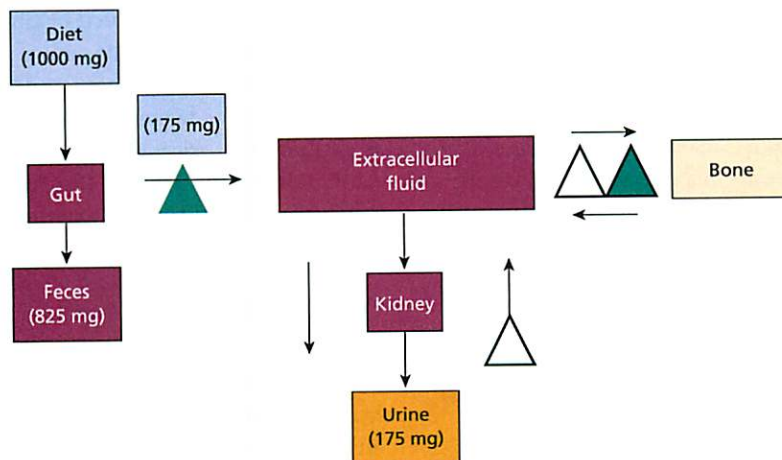 Diet
(1000 mg)
(175 mg)
Gut
Extracellular
fluid
Bone
Feces
(825 mg)
Kidney
Urine
(175 mg)